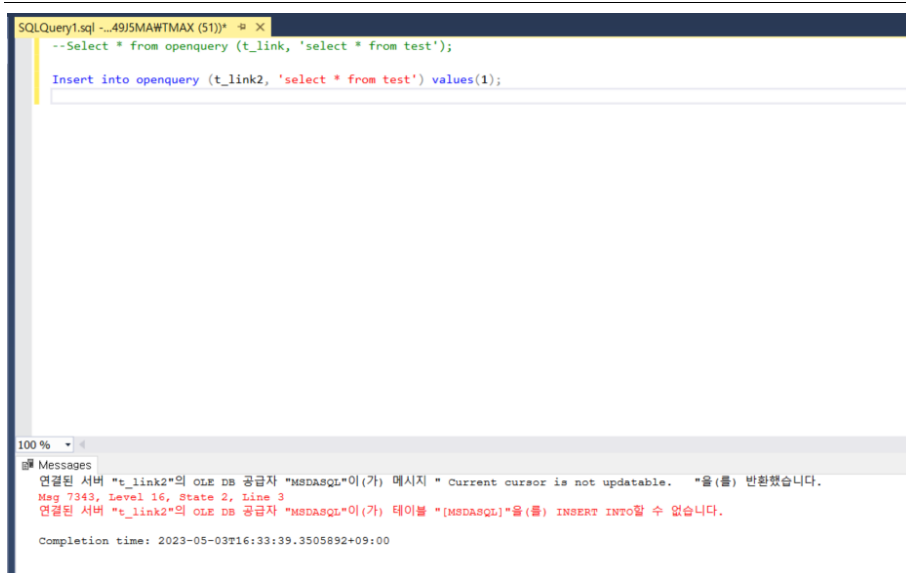 SQLQuery1.sql -...49J5MA₩TMAX (51))*
--Select * from openquery (t_link, 'select * from test');
Insert into openquery (t_link2, 'select * from test') values(1);
100 %
Messages
연결된 서버 "t_link2"의 OLE DB 공급자 "MSDASQL"이(가) 메시지 " Current cursor is not updatable.   "을(를) 반환했습니다.
Msg 7343, Level 16, State 2, Line 3
연결된 서버 "t_link2"의 OLE DB 공급자 "MSDASQL"이(가) 테이블 "[MSDASQL]"을(를) INSERT INTO할 수 없습니다.
Completion time: 2023-05-03T16:33:39.3505892+09:00